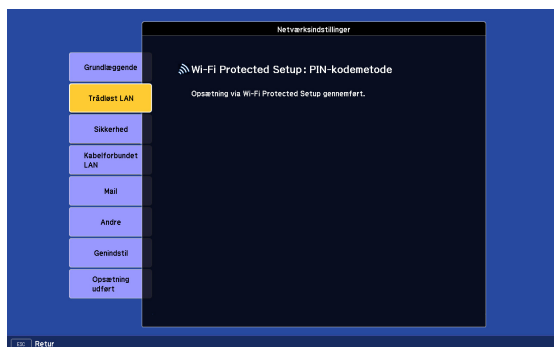 Netværksindstillinger
Grundlæggende
Wi-Fi Protected Setup: PIN-kodemetode
Trådløst LAN
Opsætning via Wi-Fi Protected Setup gennemført.
Sikkerhed
Kabelforbundet
LAN
Mail
Andre
Genindstil
Opsætning
udført
ESC Retur